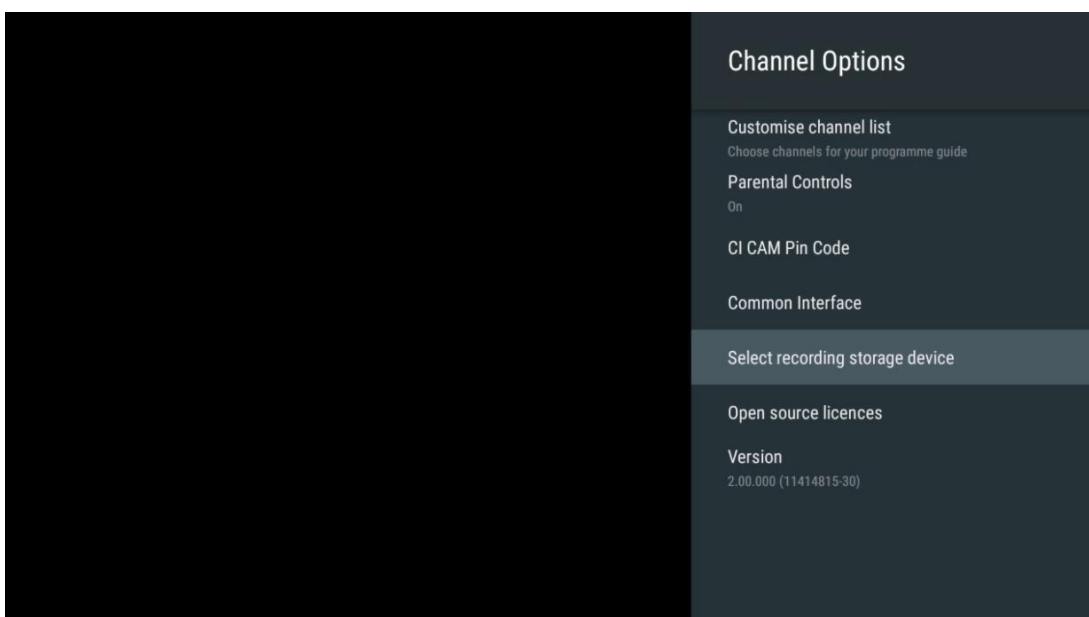 Channel Options
Customise channel list
Choose channels for your programme guide
Parental Controls
On
CI CAM Pin Code
Common Interface
Select recording storage device
Open source licences
Version
2.00.000 (11414815-30)